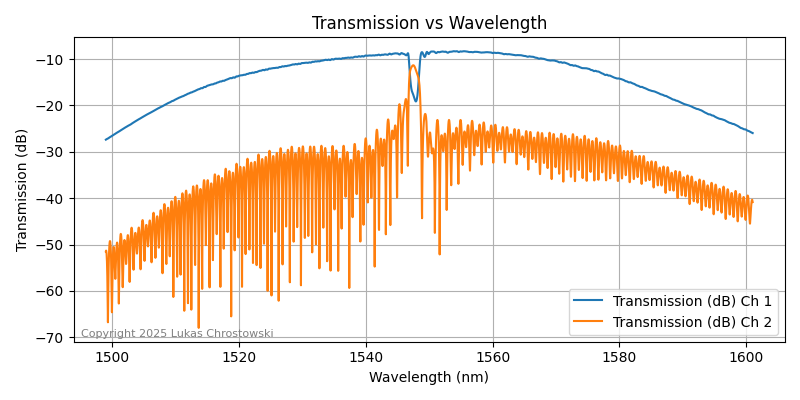 Transmission vs Wavelength
Transmission (dB)
−10
−20
−30
−40
−50
−60
−70
Copyright 2025 Lukas Chrostowski
Transmission (dB) Ch 1
Transmission (dB) Ch 2
1500 1520 1540 1560 1580 1600
Wavelength (nm)